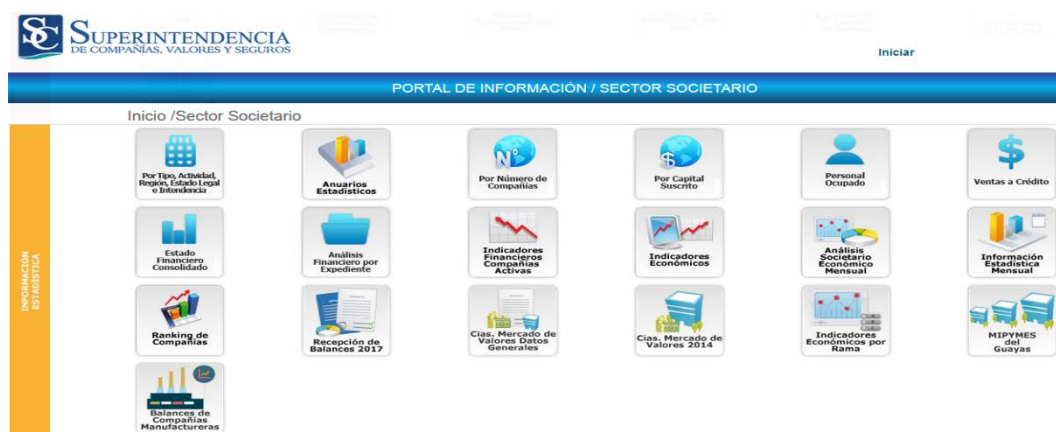 SC SUPERINTENDENCIA
DE COMPAÑÍAS, VALORES Y SEGUROS
Iniciar
PORTAL DE INFORMACIÓN / SECTOR SOCIETARIO
Inicio /Sector Societario
INFORMACIÓN
ESTADÍSTICA
Por Tipo, Actividad,
Región, Estado Legal
e Intendencia
Anuarios
Estadísticos
N°
Por Número de
Compañías
$
Por Capital
Suscrito
Personal
Ocupado
$
Ventas a Crédito
Estado
Financiero
Consolidado
Análisis
Financiero por
Expediente
Indicadores
Financieros
Compañías
Activas
Indicadores
Económicos
Análisis
Societario
Económico
Mensual
Información
Estadística
Mensual
Ranking de
Compañías
Recepción de
Balances 2017
Cias. Mercado de
Valores Datos
Generales
Cias. Mercado de
Valores 2014
Indicadores
Económicos por
Rama
MIPYMES
del
Guayas
Balances de
Compañías
Manufactureras